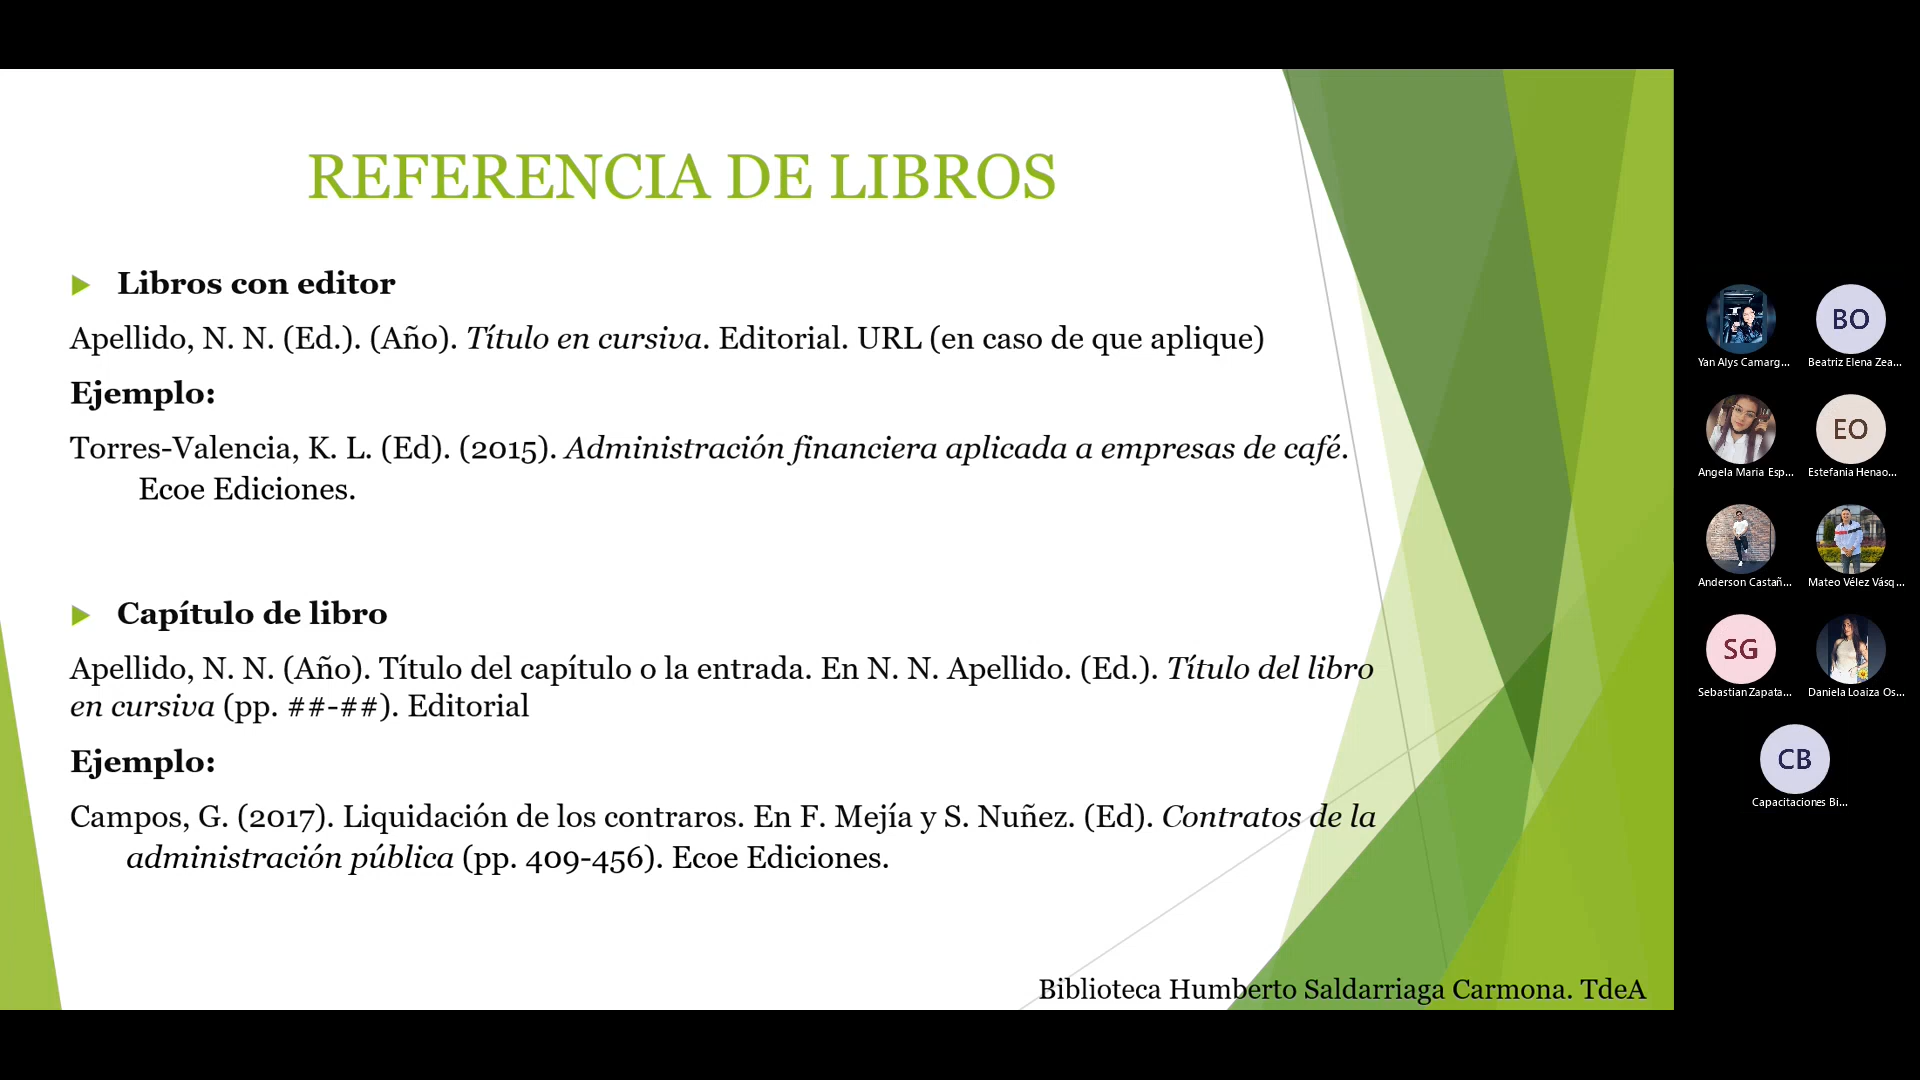 REFERENCIA DE LIBROS
Libros con editor
Apellido, N. N. (Ed.). (Año). Título en cursiva. Editorial. URL (en caso de que aplique)
Ejemplo:
Torres-Valencia, K. L. (Ed). (2015). Administración financiera aplicada a empresas de café.
Ecoe Ediciones.
Capítulo de libro
Apellido, N. N. (Año). Título del capítulo o la entrada. En N. N. Apellido. (Ed.). Título del libro
en cursiva (pp. ##-##). Editorial
Ejemplo:
Campos, G. (2017). Liquidación de los contraros. En F. Mejía y S. Nuñez. (Ed). Contratos de la
administración pública (pp. 409-456). Ecoe Ediciones.
Biblioteca Humberto Saldarriaga Carmona. TdeA
BO
Yan Alys Camarg...
Beatriz Elena Zea...
EO
Angela Maria Esp...
Estefania Henao...
Anderson Castañ...
Mateo Vélez Vásq...
SG
Sebastian Zapata...
Daniela Loaiza Os...
CB
Capacitaciones Bi...